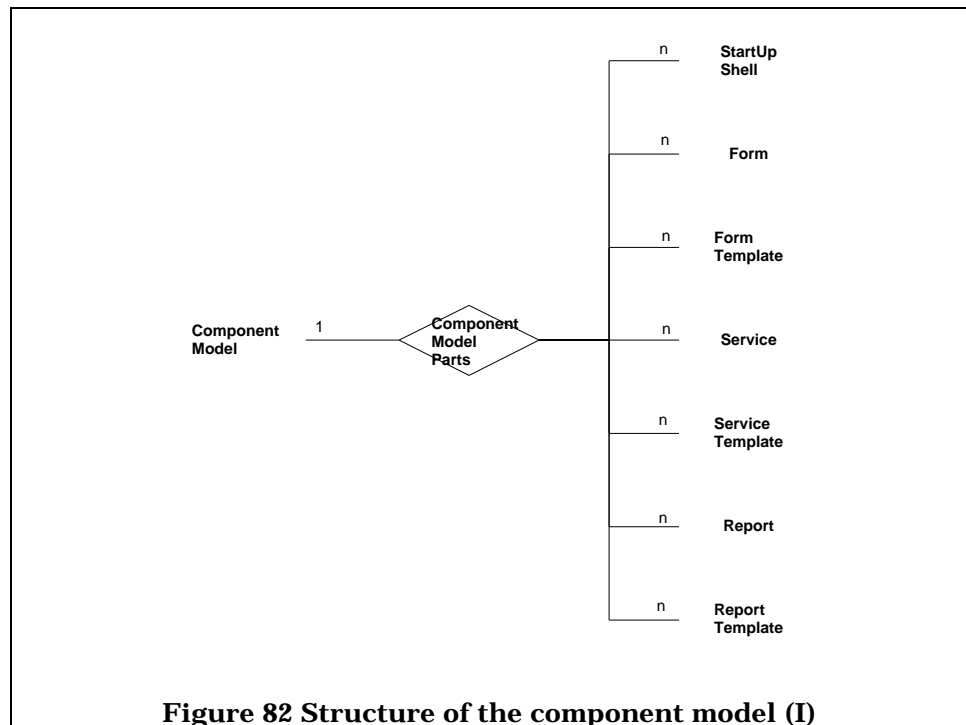 n
StartUp
Shell
n
Form
n
Form
Template
Component
Model
1
Component
Model
Parts
n
Service
n
Service
Template
n
Report
n
Report
Template
Figure 82 Structure of the component model (I)